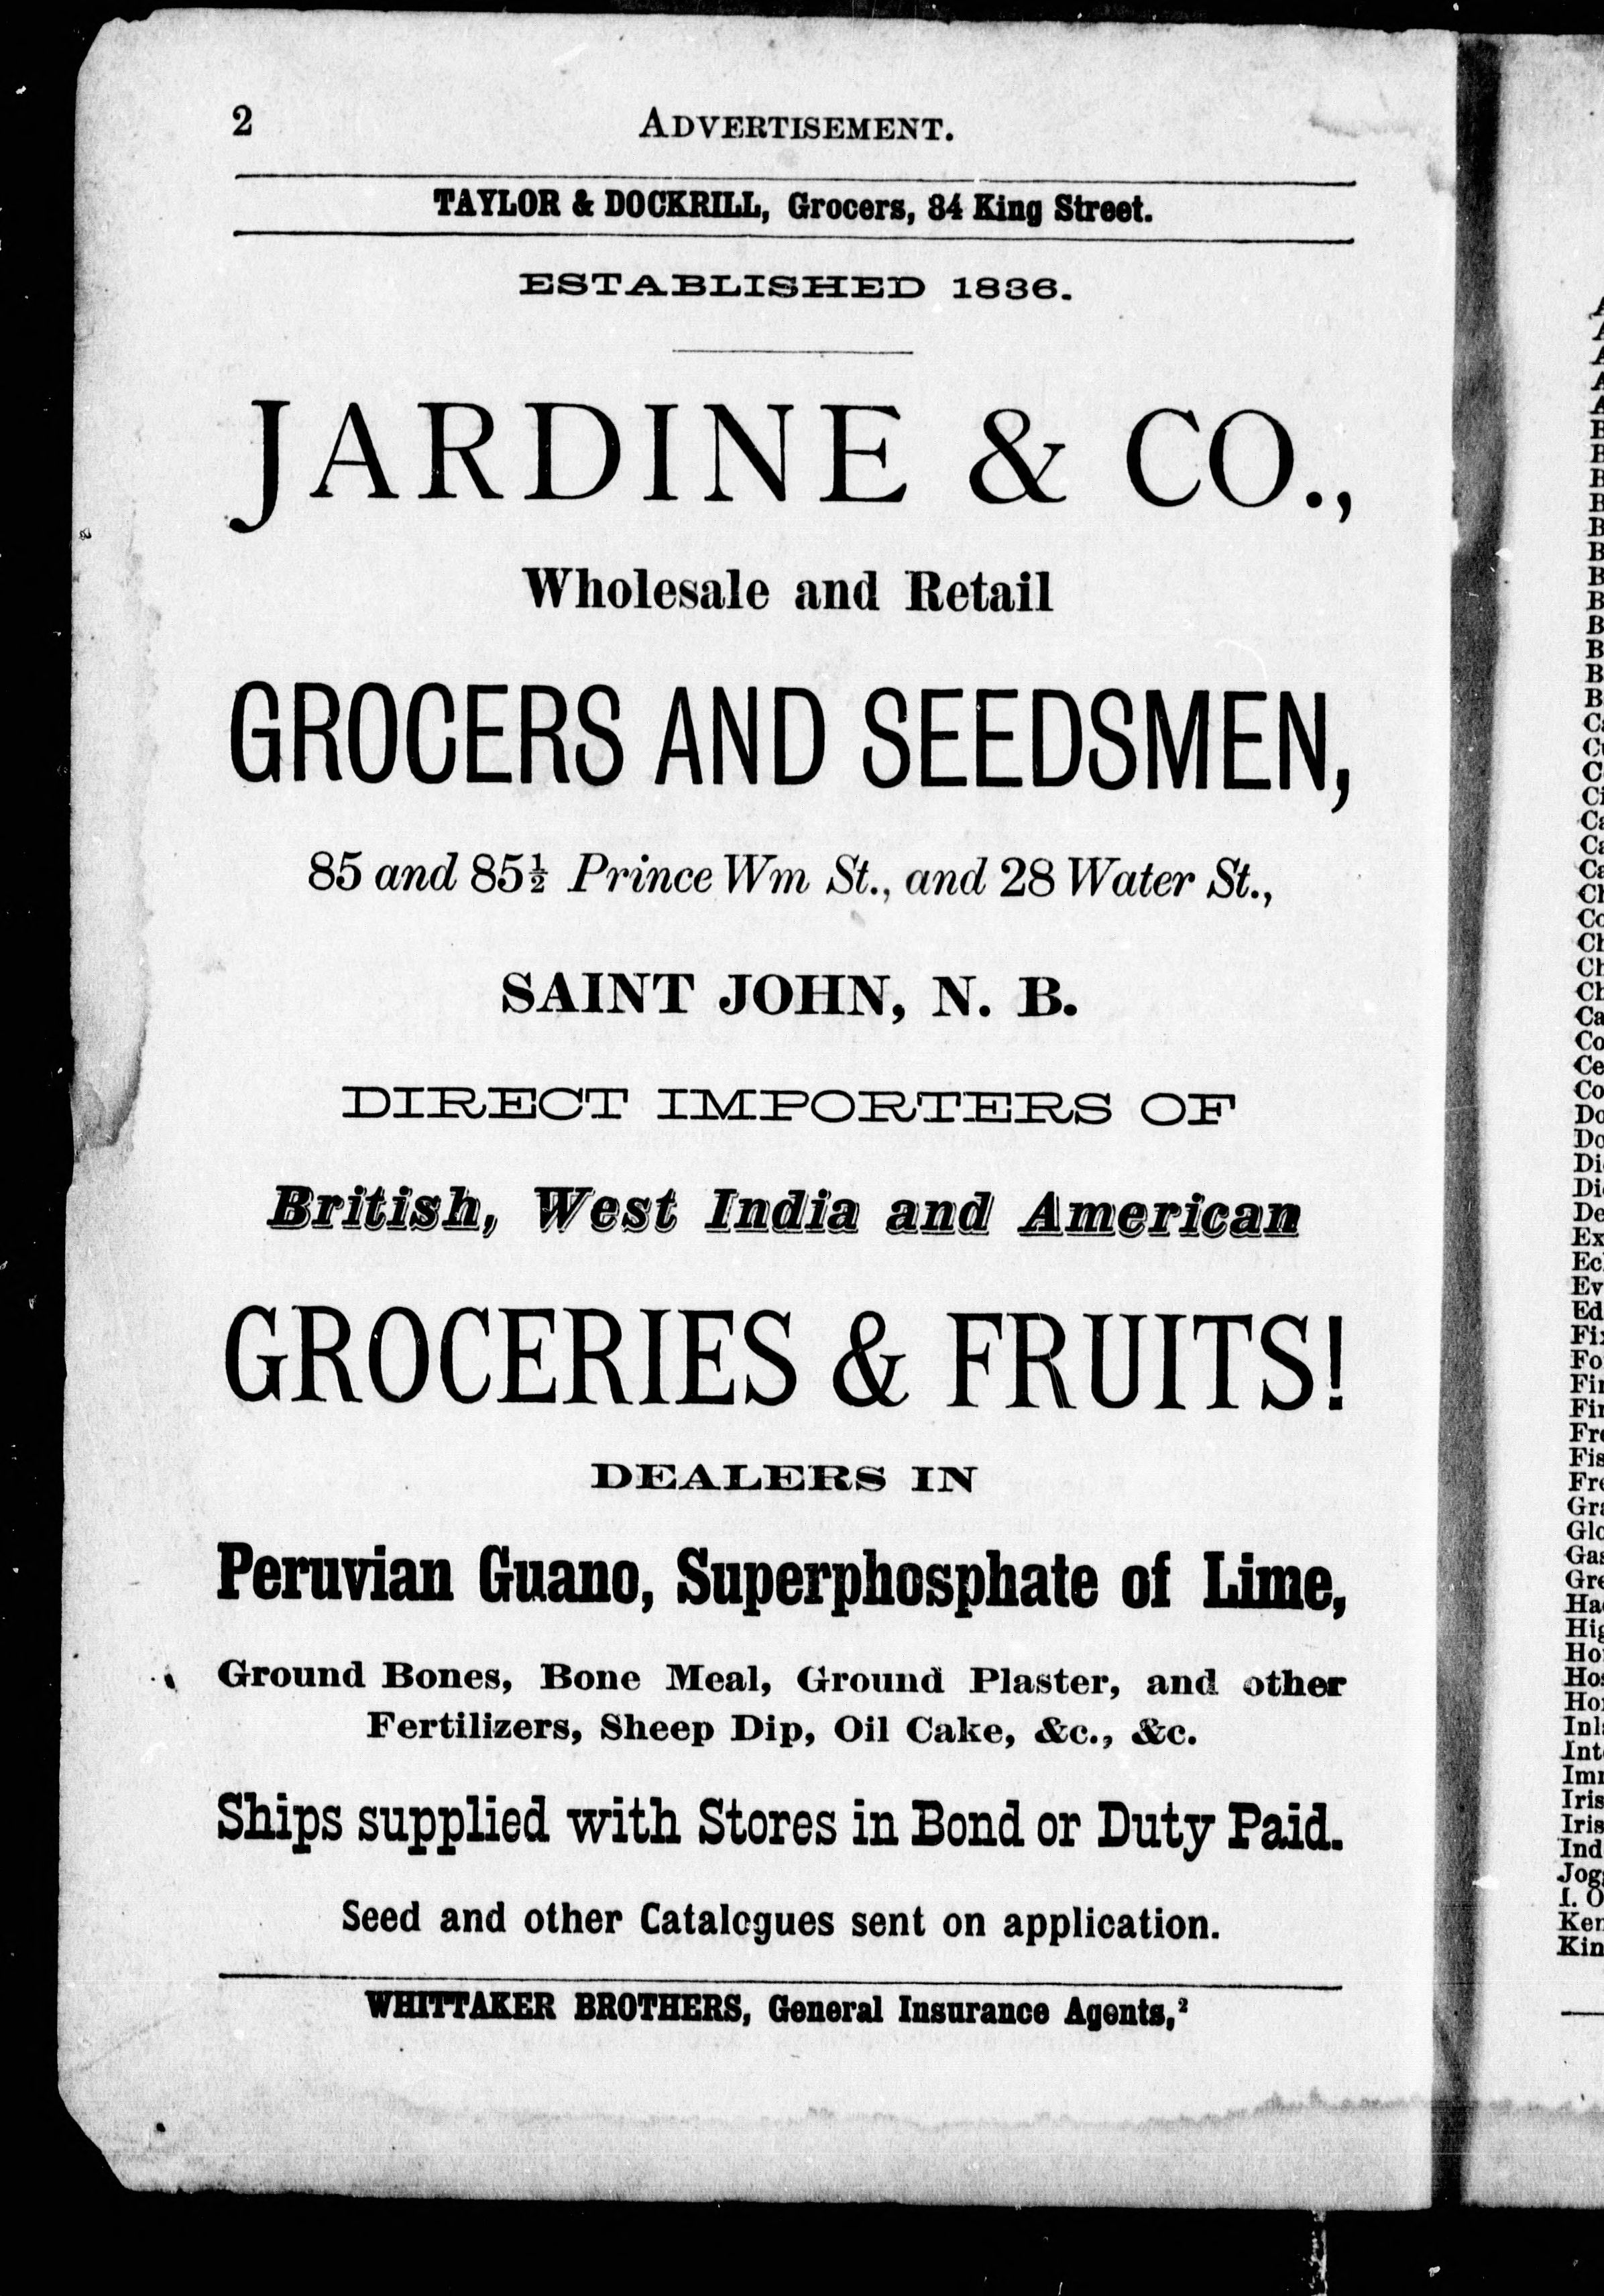 2 ADVERTISEMENT.
TAYLOR & DOCKRILL, Grocers, 84 King Street.
ESTABLISHED 1836.
JARDINE & CO.,
Wholesale and Retail
GROCERS AND SEEDSMEN,
85 and 85½ Prince Wm St., and 28 Water St.,
SAINT JOHN, N. B.
DIRECT IMPORTERS OF
British, West India and American
GROCERIES & FRUITS!
DEALERS IN
Peruvian Guano, Superphosphate of Lime,
Ground Bones, Bone Meal, Ground Plaster, and other
Fertilizers, Sheep Dip, Oil Cake, &c., &c.
Ships supplied with Stores in Bond or Duty Paid.
Seed and other Catalogues sent on application.
WHITTAKER BROTHERS, General Insurance Agents,²